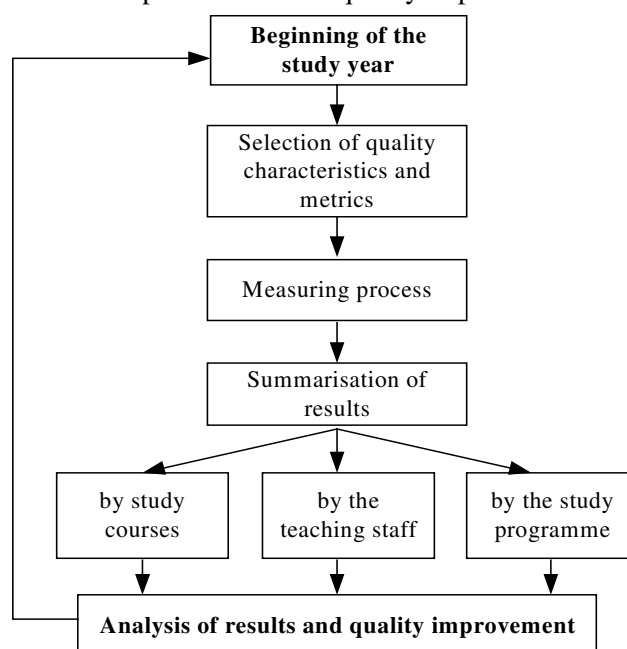 Beginning of the
study year
Selection of quality
characteristics and
metrics
Measuring process
Summarisation of
results
by study
courses
by the
teaching staff
by the study
programme
Analysis of results and quality improvement